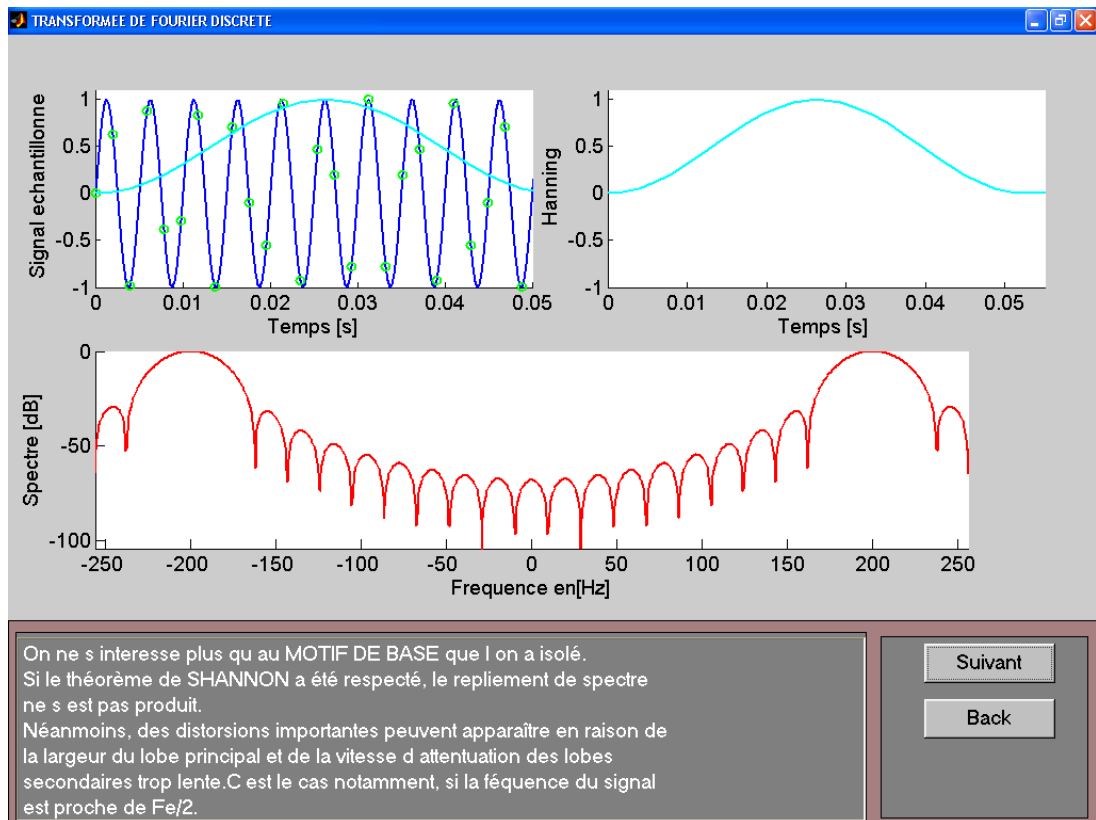 TRANSFORMEE DE FOURIER DISCRETE
Signal echantillonne
1
0.5
0
-0.5
-1
0
0.01
0.02
0.03
0.04
0.05
Temps [s]
Hanning
1
0.5
0
-0.5
-1
0
0.01
0.02
0.03
0.04
0.05
Temps [s]
Spectre [dB]
0
-50
-100
-250
-200
-150
-100
-50
0
50
100
150
200
250
Frequence en[Hz]
On ne s interesse plus qu au MOTIF DE BASE que l on a isolé.
Si le théorème de SHANNON a été respecté, le repliement de spectre
ne s est pas produit.
Néanmoins, des distorsions importantes peuvent apparaître en raison de
la largeur du lobe principal et de la vitesse d attentuation des lobes
secondaires trop lente.C est le cas notamment, si la féquence du signal
est proche de Fe/2.
Suivant
Back